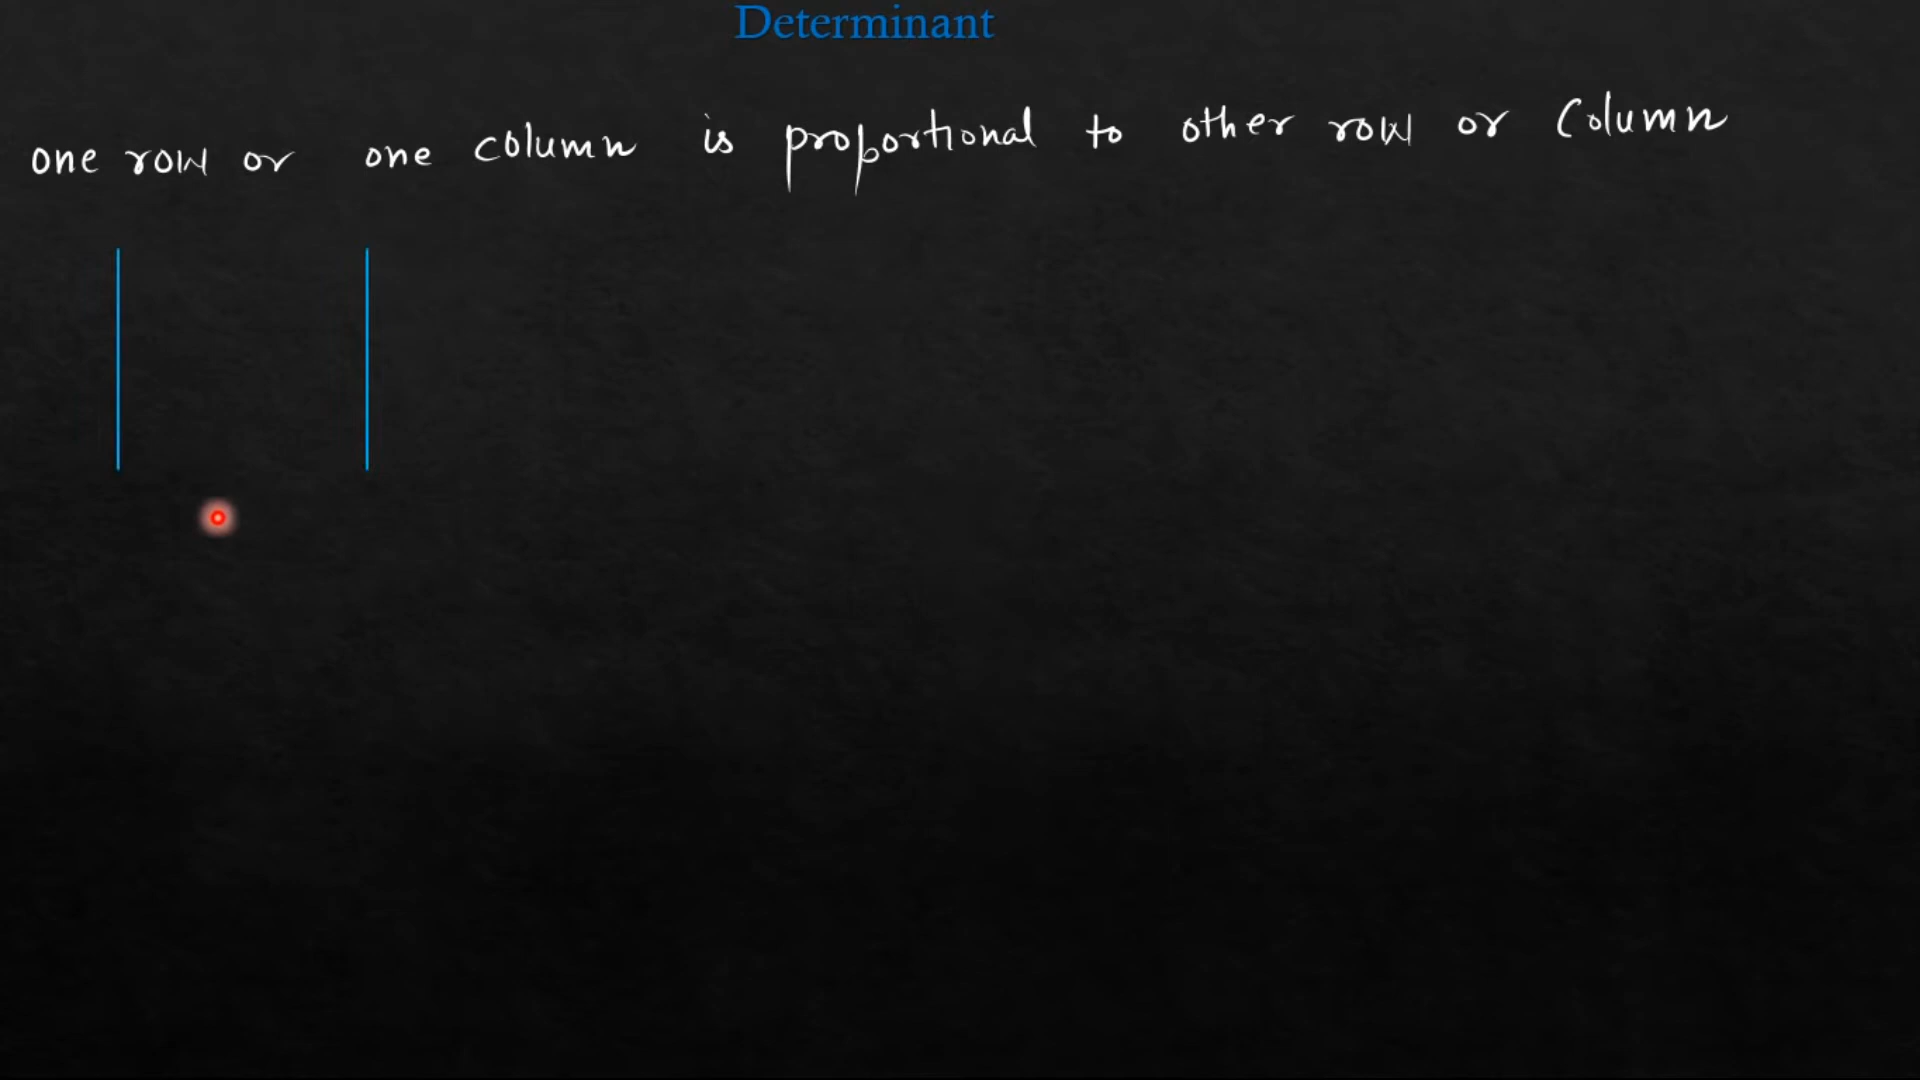 Determinant
one row or one column is proportional to other row or Column